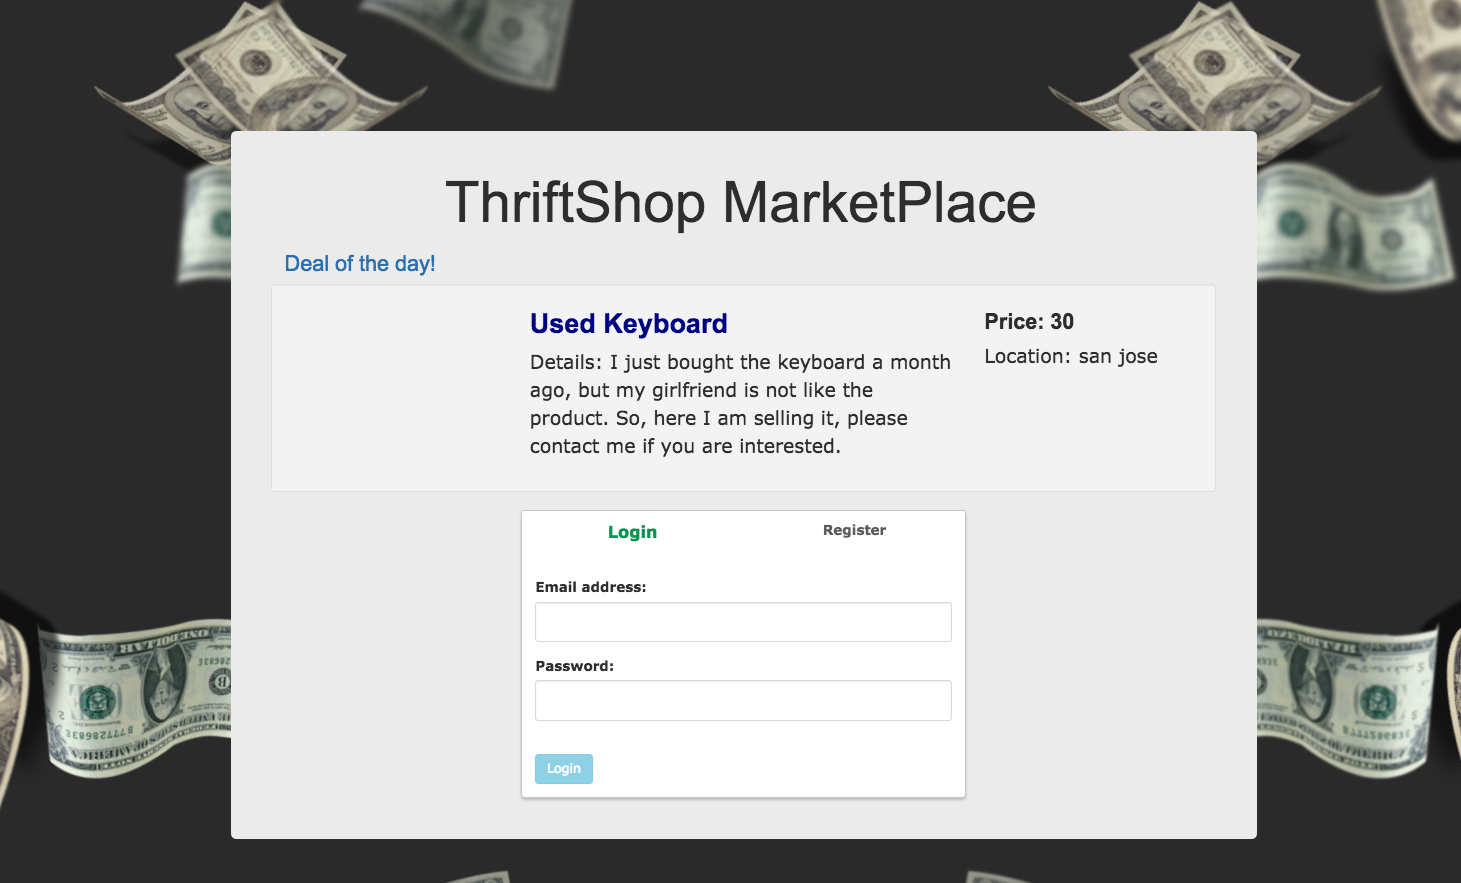 ThriftShop MarketPlace
Deal of the day!
Used Keyboard
Details: I just bought the keyboard a month
ago, but my girlfriend is not like the
product. So, here I am selling it, please
contact me if you are interested.
Price: 30
Location: san jose
Login
Register
Email address:
Password:
Login